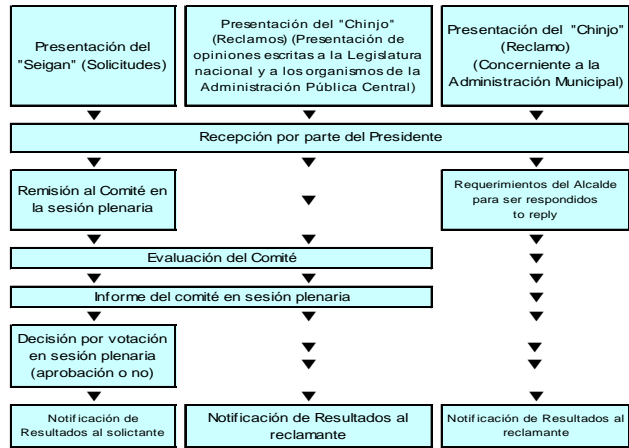 Presentación del
"Seigan" (Solicitudes)
Presentación del "Chinjo"
(Reclamos) (Presentación de
opiniones escritas a la Legislatura
nacional y a los organismos de la
Administración Pública Central)
Presentación del "Chinjo"
(Reclamo)
(Concerniente a la
Administración Municipal)
Recepción por parte del Presidente
Remisión al Comité en
la sesión plenaria
Requerimientos del Alcalde
para ser respondidos
to reply
Evaluación del Comité
Informe del comité en sesión plenaria
Decisión por votación
en sesión plenaria
(aprobación o no)
Notificación de
Resultados al solictante
Notificación de Resultados al
reclamante
Notificación de Resultados al
reclamante